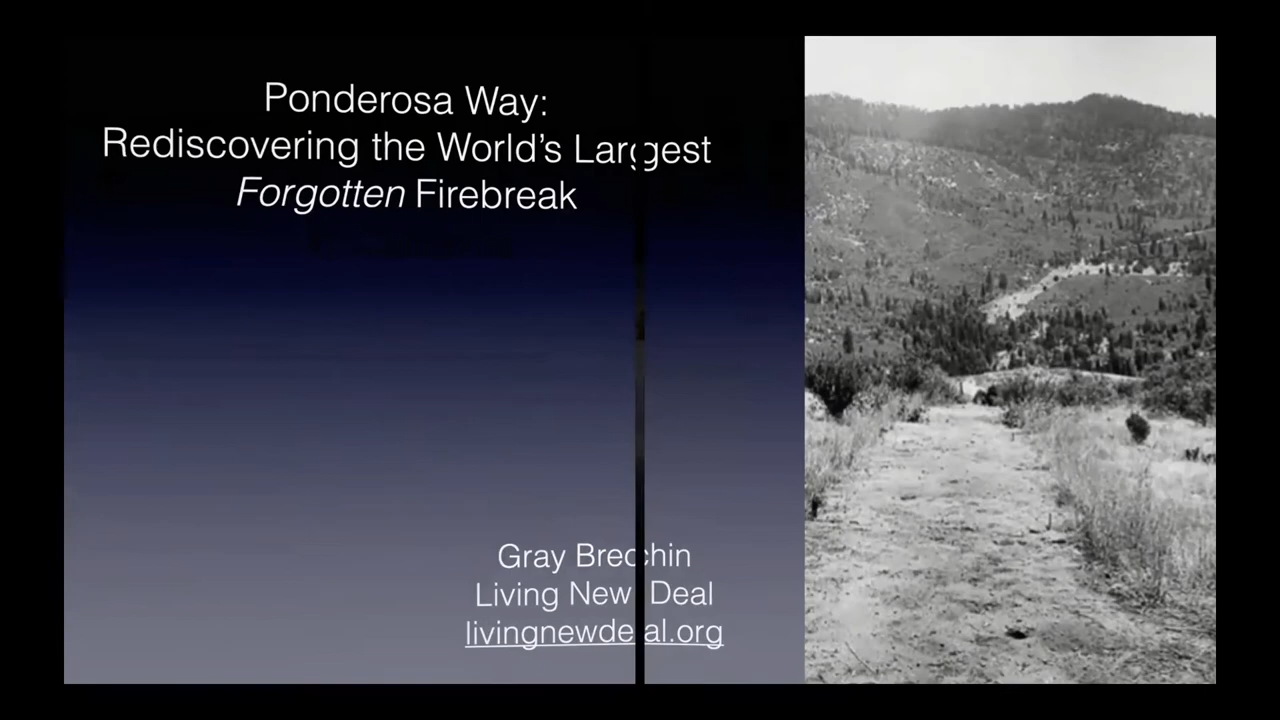 Ponderosa Way:
Rediscovering the World's Largest
Forgotten Firebreak
Gray Brechin
Living New Deal
livingnewdeal.org